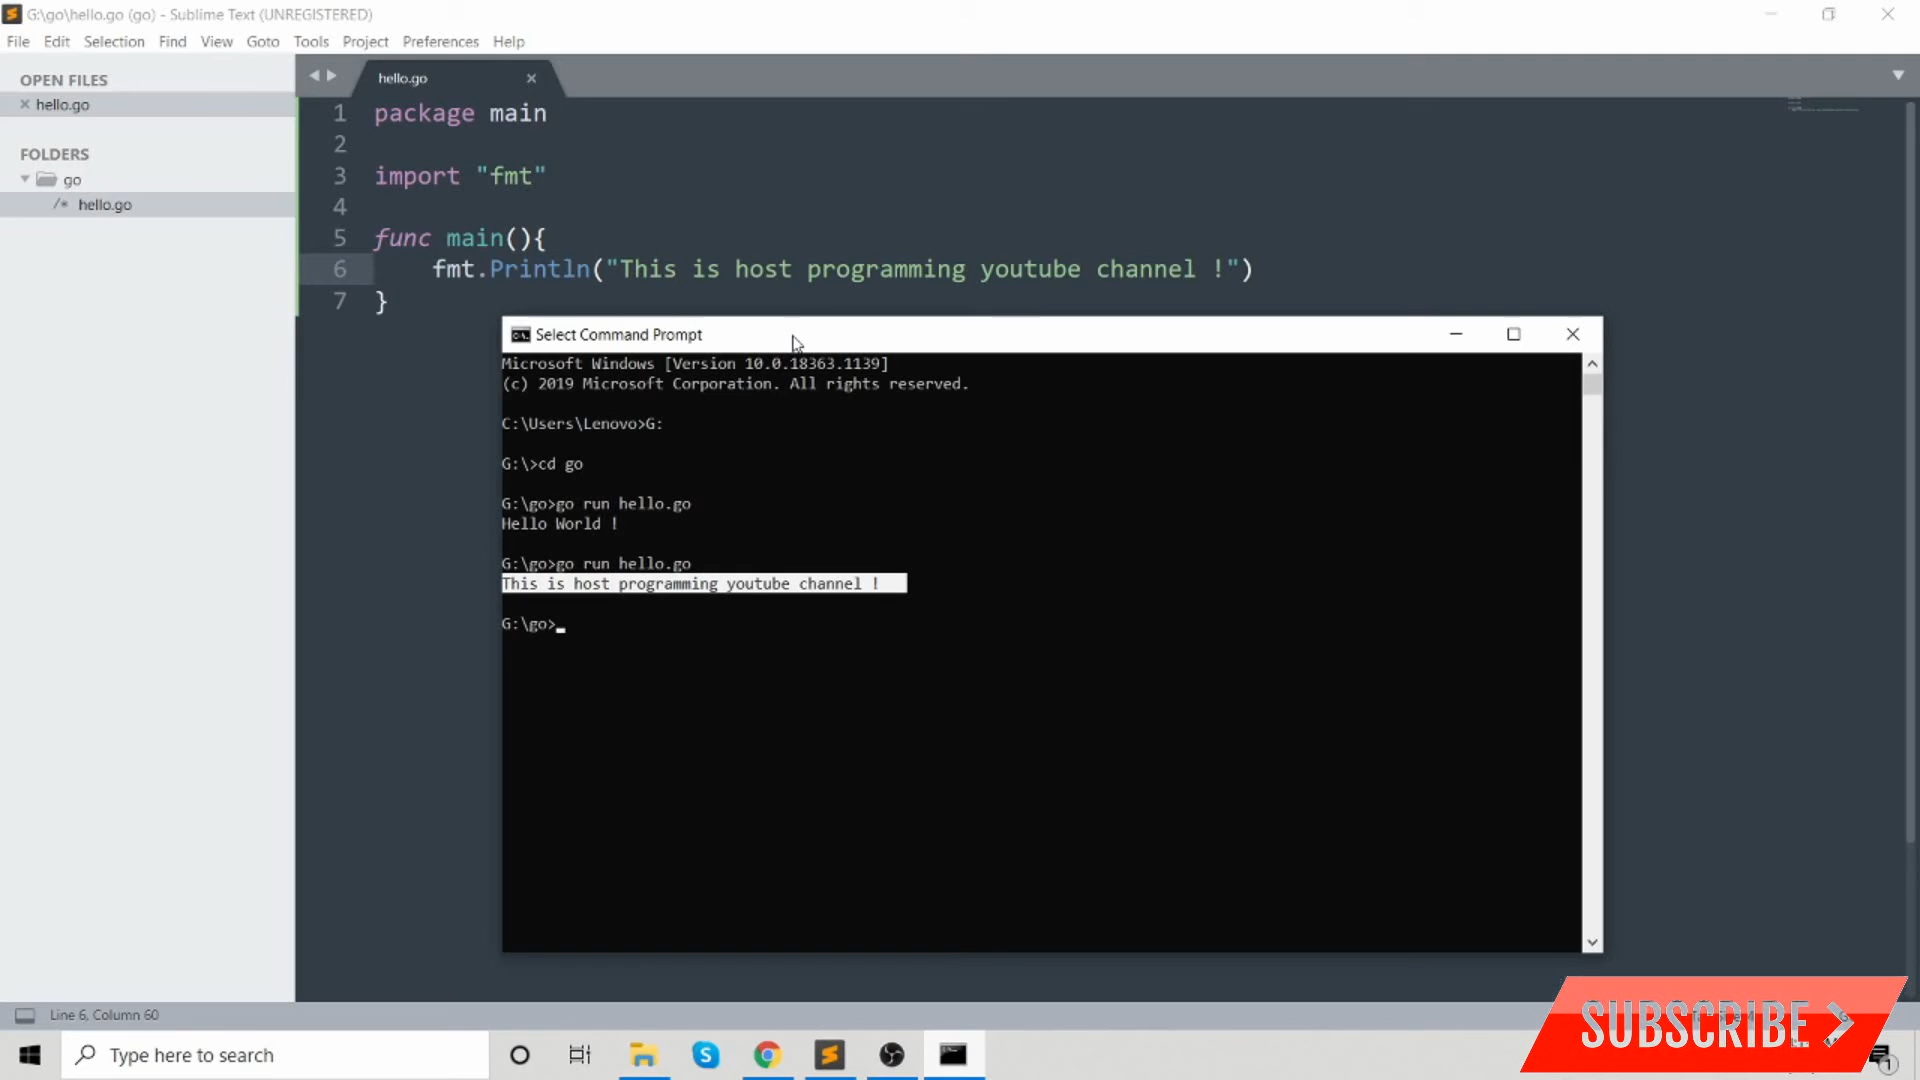 G:\go\hello.go (go) - Sublime Text (UNREGISTERED)
File Edit Selection Find View Goto Tools Project Preferences Help
OPEN FILES
hello.go
FOLDERS
go
/* hello.go
hello.go
1 package main
2
3 import "fmt"
4
5 func main(){
6 fmt.Println("This is host programming youtube channel !")
7 }
Select Command Prompt
Microsoft Windows [Version 10.0.18363.1139]
(c) 2019 Microsoft Corporation. All rights reserved.
C:\Users\Lenovo>G:
G:\>cd go
G:\go>go run hello.go
Hello World !
G:\go>go run hello.go
This is host programming youtube channel !
G:\go>
Line 6, Column 60
SUBSCRIBE
Type here to search
1